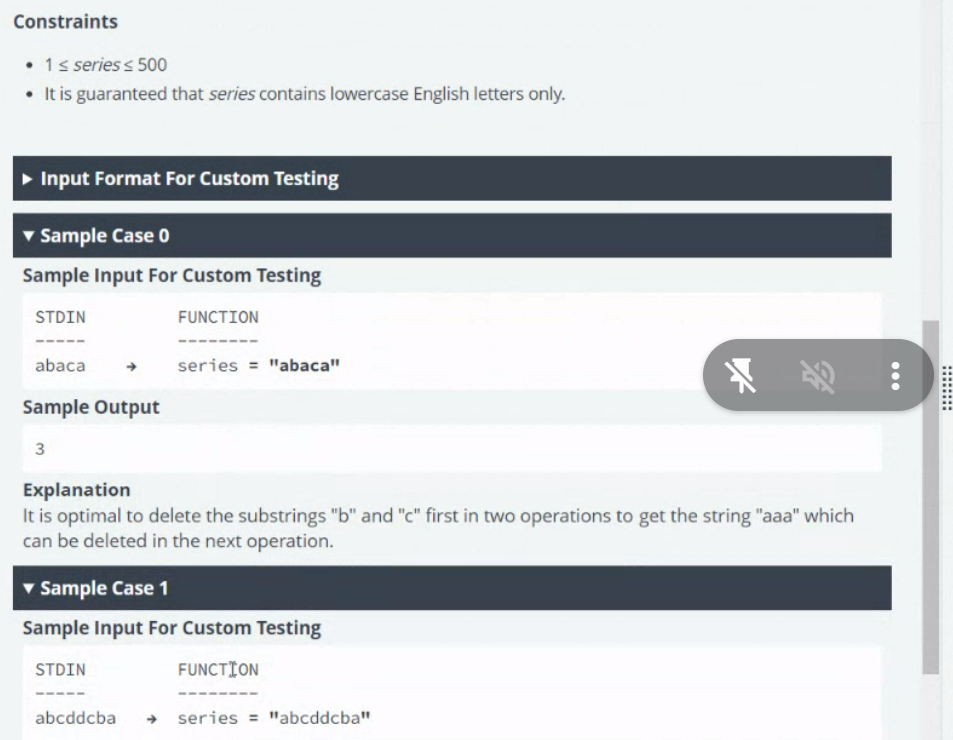 Constraints
• 1 ≤ series ≤ 500
• It is guaranteed that series contains lowercase English letters only.
▶ Input Format For Custom Testing
▼ Sample Case 0
Sample Input For Custom Testing
STDIN FUNCTION
----- --------
abaca → series = "abaca"
Sample Output
3
Explanation
It is optimal to delete the substrings "b" and "c" first in two operations to get the string "aaa" which
can be deleted in the next operation.
▼ Sample Case 1
Sample Input For Custom Testing
STDIN FUNCTION
----- --------
abcddcba → series = "abcddcba"